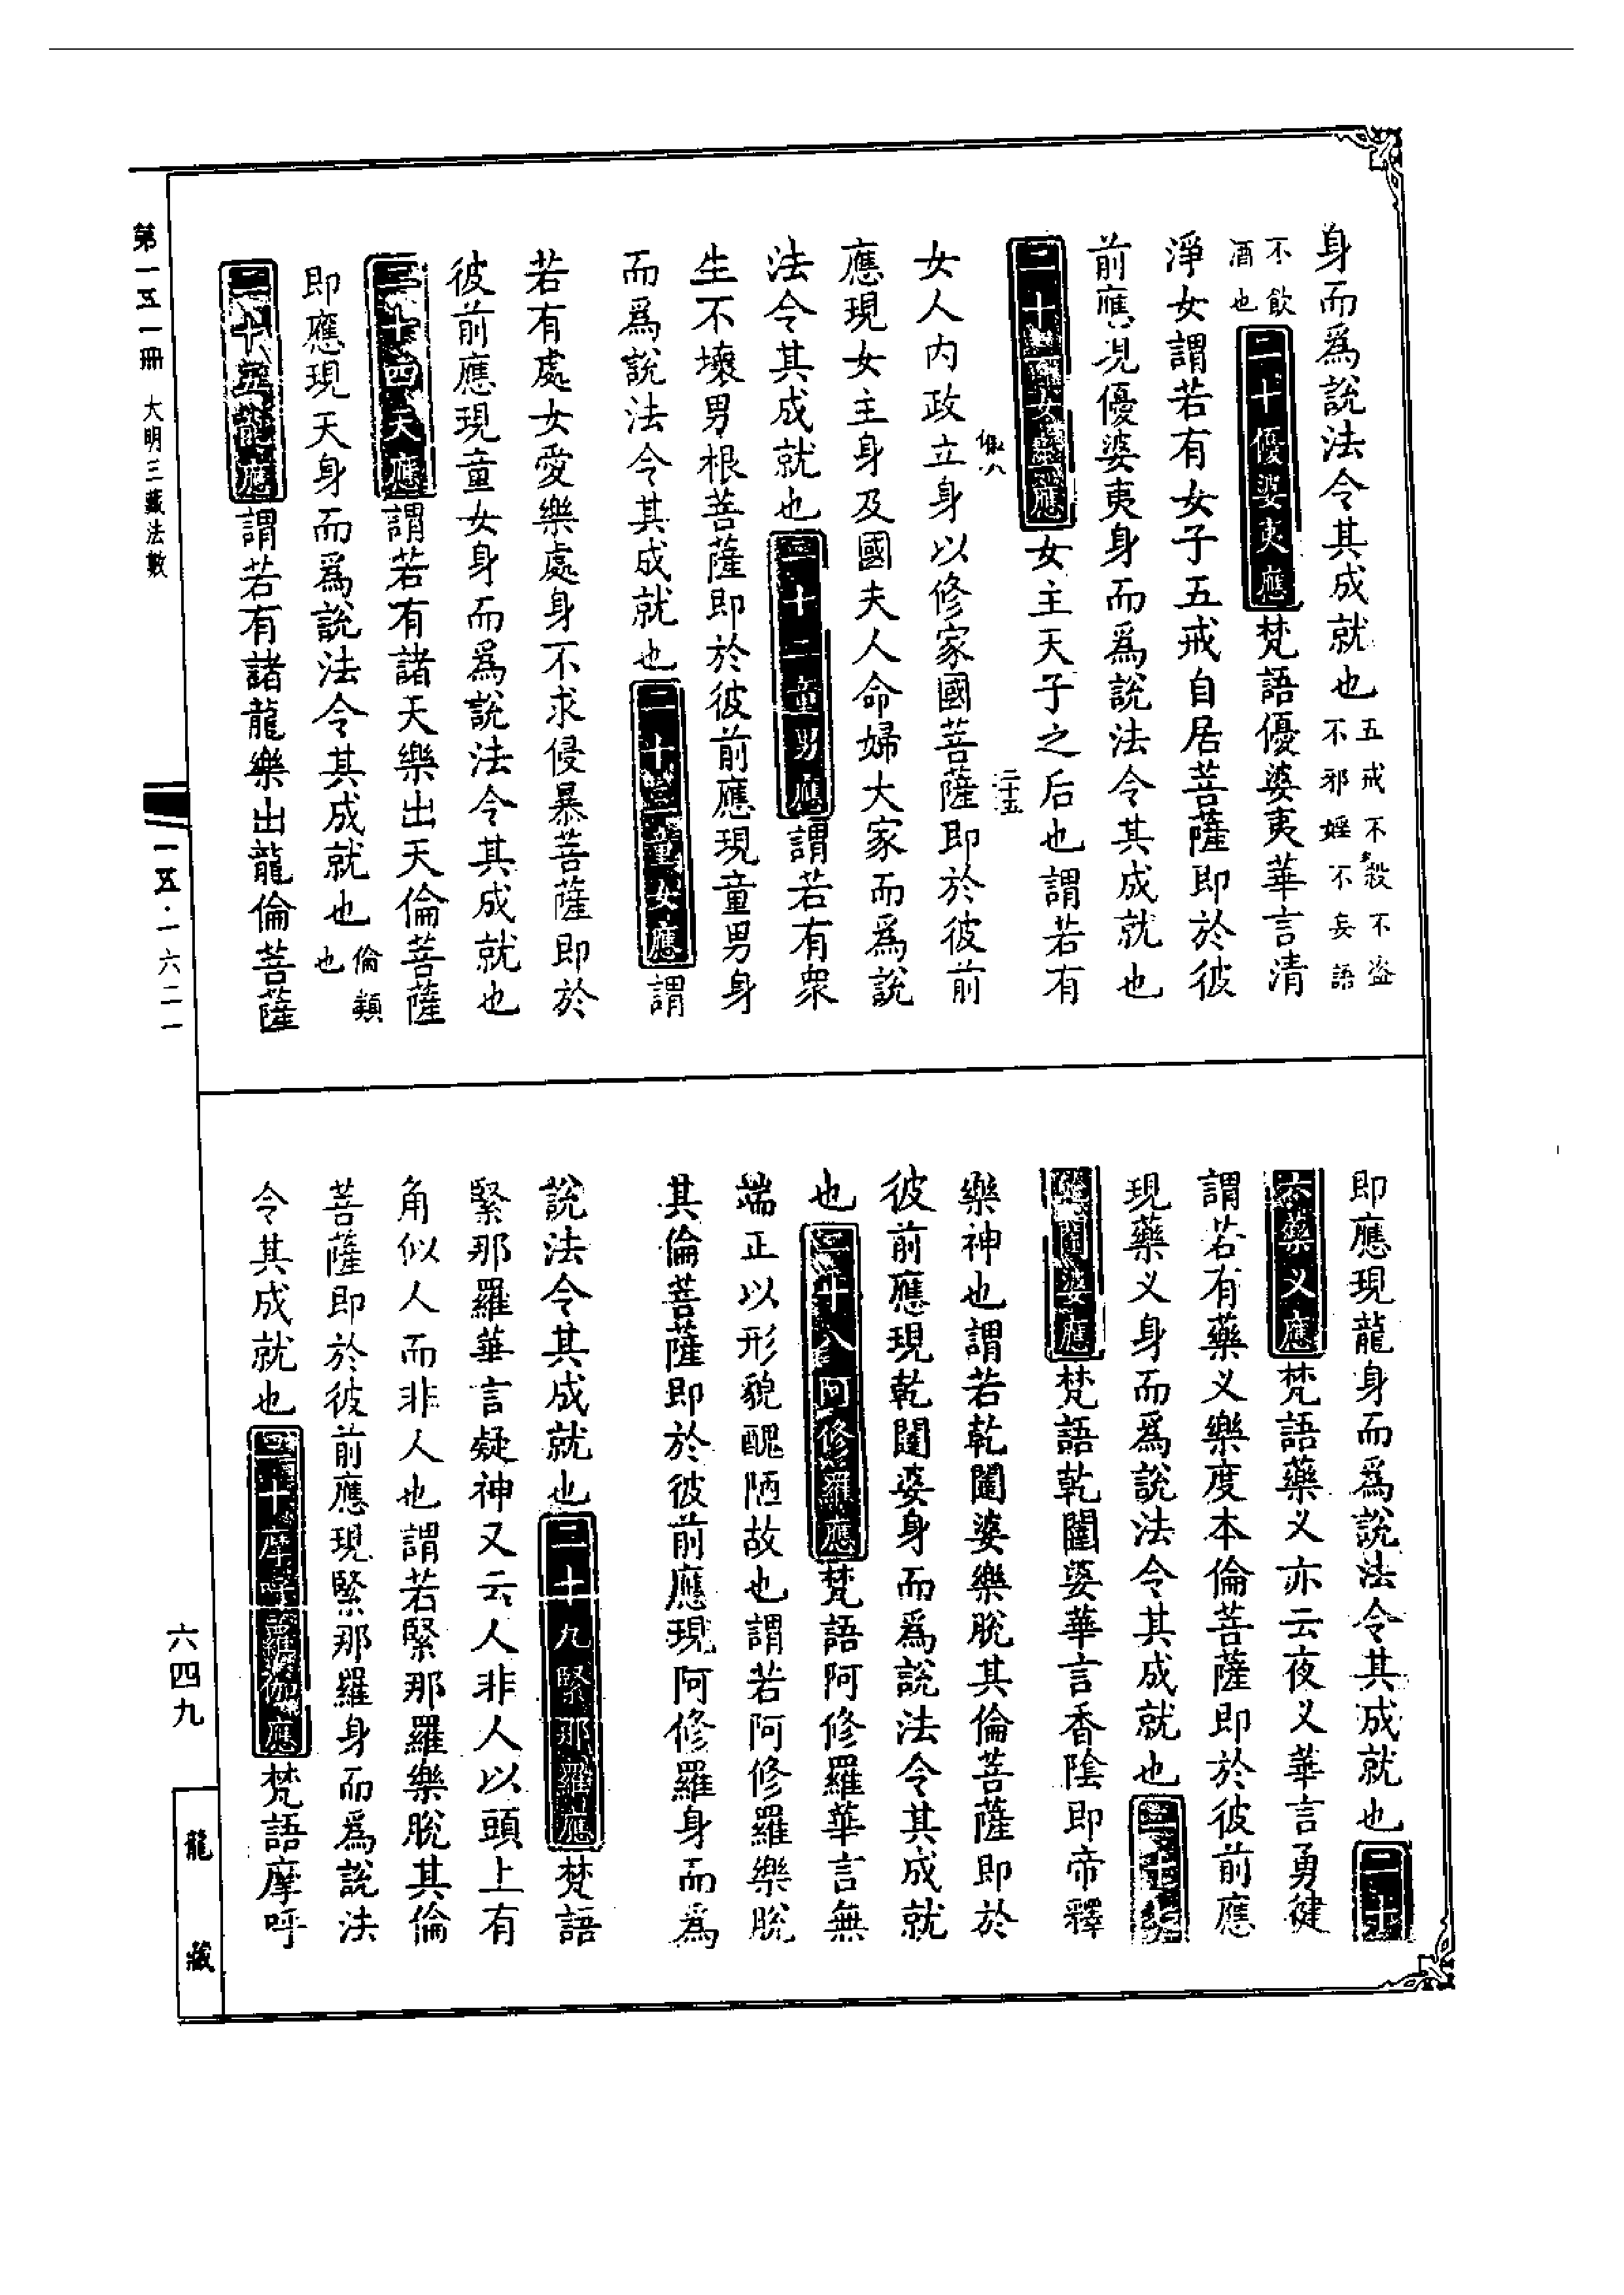 身而爲說法令其成就也五戒不殺不盜不邪婬不妄語
不飲酒也二十優婆夷應梵語優婆夷華言清
淨女謂若有女子五戒自居菩薩即於彼
前應現優婆夷身而爲說法令其成就也
二十一女主應女主天子之后也謂若有
女人内政立身以修家國菩薩即於彼前
應現女主身及國夫人命婦大家而爲說
法令其成就也二十二童男應謂若有衆
生不壞男根菩薩即於彼前應現童男身
而爲說法令其成就也二十三童女應謂
若有處女愛樂處身不求侵暴菩薩即於
彼前應現童女身而爲說法令其成就也
二十四天應謂若有諸天樂出天倫菩薩
即應現天身而爲說法令其成就也倫類也
二十五龍應謂若有諸龍樂出龍倫菩薩
即應現龍身而爲說法令其成就也二十
六藥义應梵語藥义亦云夜义華言勇健
謂若有藥义樂度本倫菩薩即於彼前應
現藥义身而爲說法令其成就也二十七
乾闥婆應梵語乾闥婆華言香陰即帝釋
樂神也謂若乾闥婆樂脫其倫菩薩即於
彼前應現乾闥婆身而爲說法令其成就
也二十八阿修羅應梵語阿修羅華言無
端正以形貌醜陋故也謂若阿修羅樂脫
其倫菩薩即於彼前應現阿修羅身而爲
說法令其成就也二十九緊那羅應梵語
緊那羅華言疑神又云人非人以頭上有
角似人而非人也謂若緊那羅樂脫其倫
菩薩即於彼前應現緊那羅身而爲說法
令其成就也三十摩呼羅伽應梵語摩呼
二十五
第一五一冊 大明三藏法數
一五·一六二一
六四九
龍藏